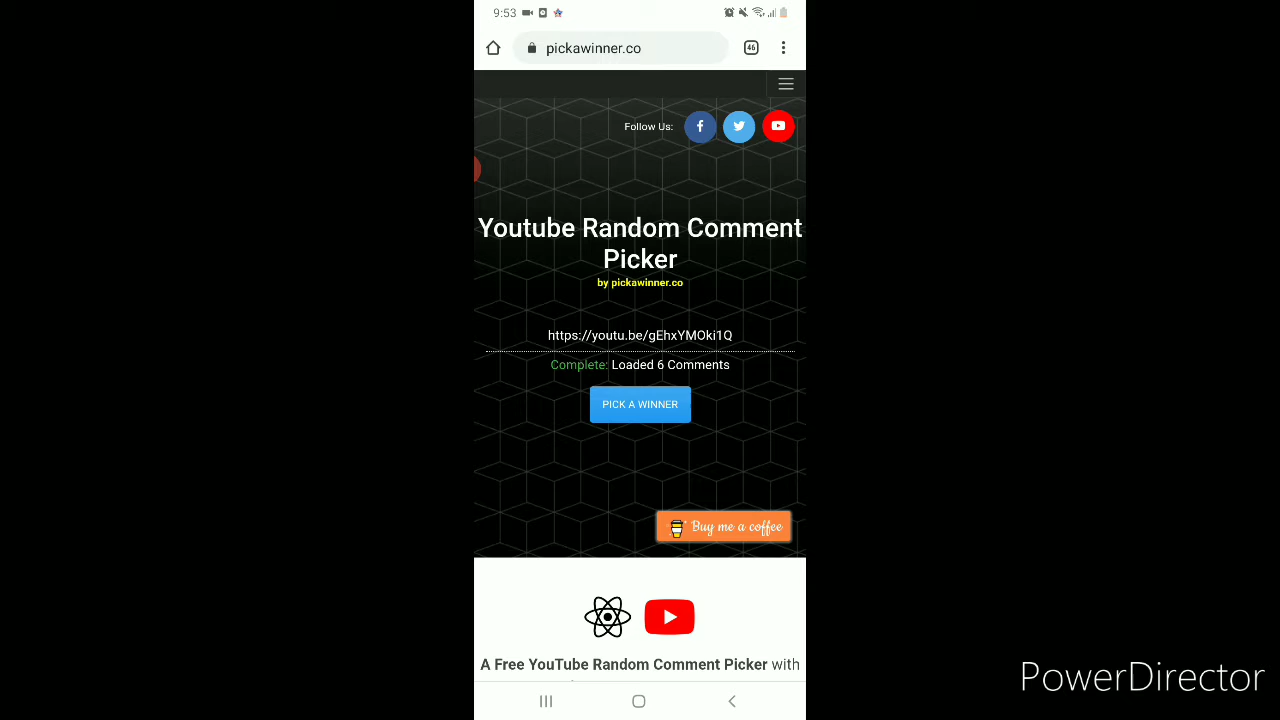 9:53
46
pickawinner.co
Follow Us:
Youtube Random Comment
Picker
by pickawinner.co
https://youtu.be/gEhxYMOki1Q
Complete: Loaded 6 Comments
PICK A WINNER
Buy me a coffee
A Free YouTube Random Comment Picker with
PowerDirector